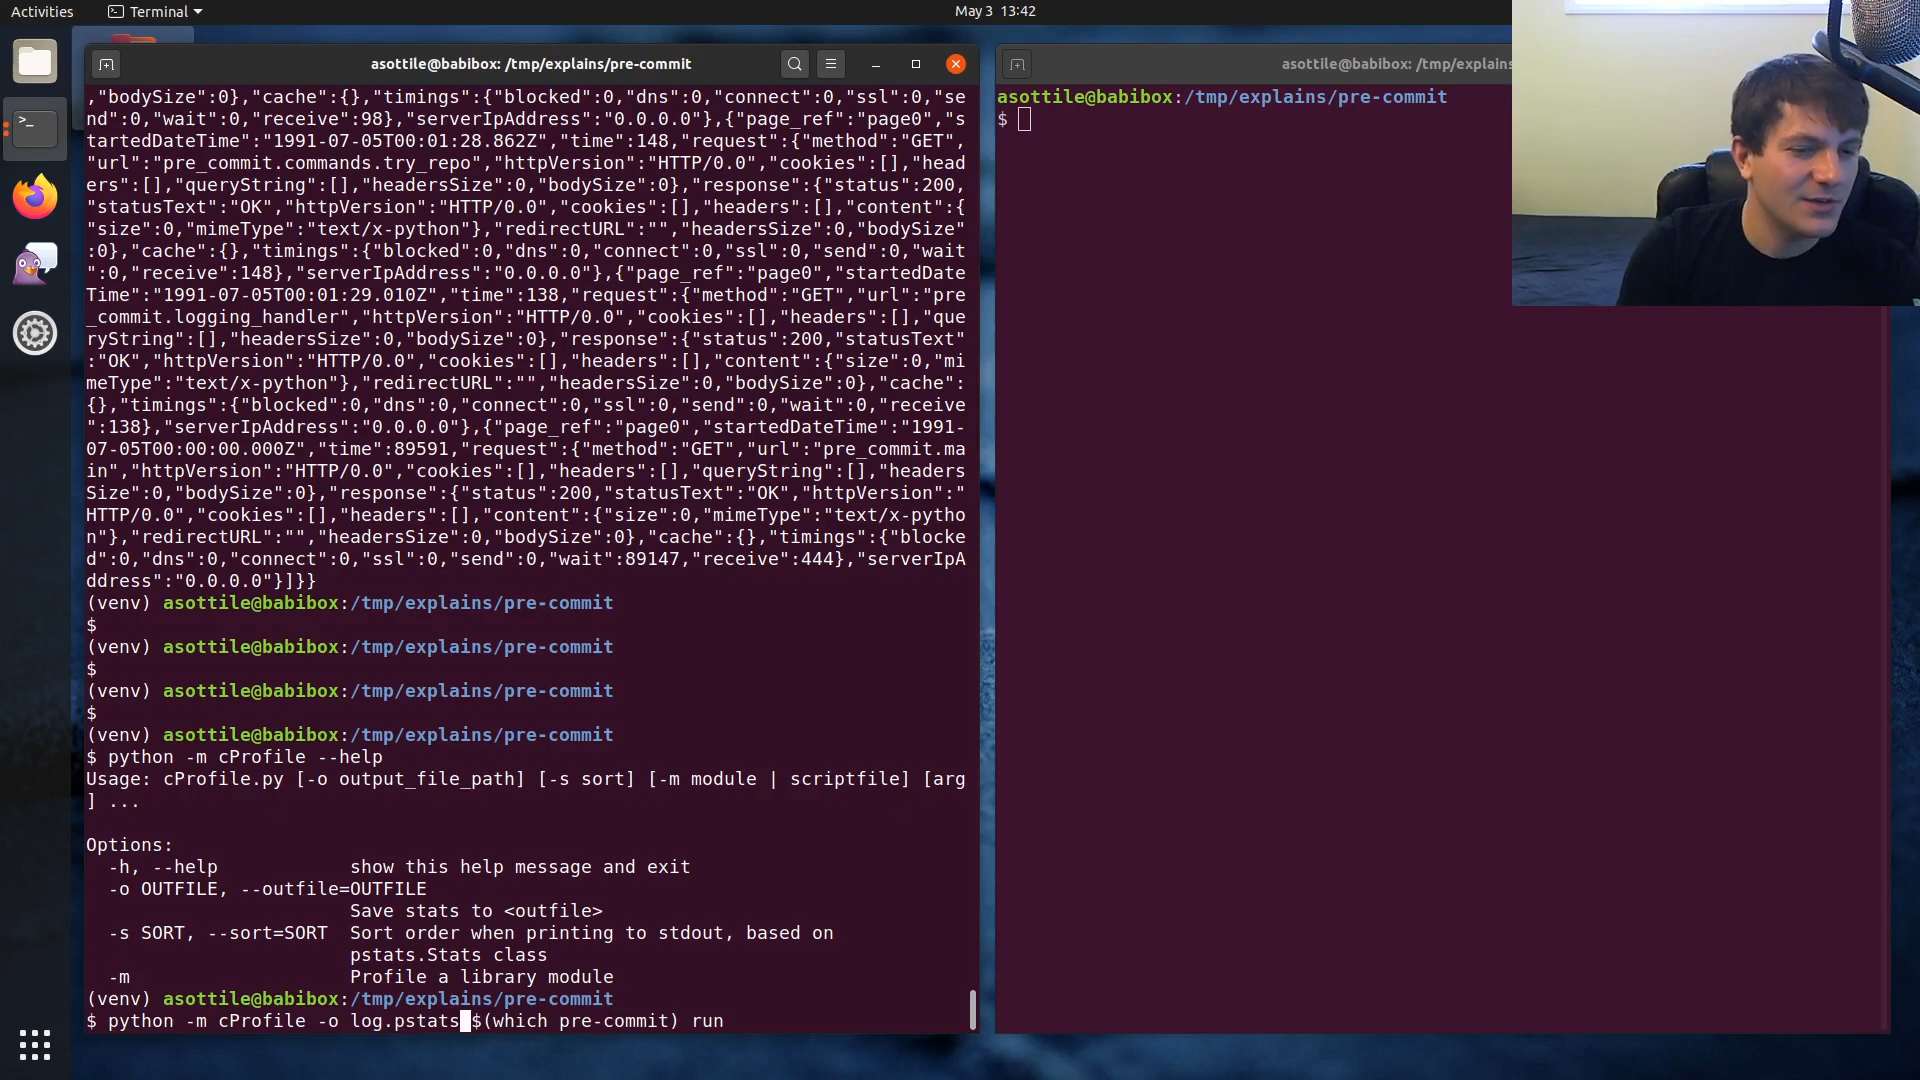 Activities
Terminal
May 3 13:42
asottile@babibox: /tmp/explains/pre-commit
,"bodySize":0},"cache":{},"timings":{"blocked":0,"dns":0,"connect":0,"ssl":0,"se
nd":0,"wait":0,"receive":98},"serverIpAddress":"0.0.0.0"},{"page_ref":"page0","s
tartedDateTime":"1991-07-05T00:01:28.862Z","time":148,"request":{"method":"GET",
"url":"pre_commit.commands.try_repo","httpVersion":"HTTP/0.0","cookies":[],"head
ers":[],"queryString":[],"headersSize":0,"bodySize":0},"response":{"status":200,
"statusText":"OK","httpVersion":"HTTP/0.0","cookies":[],"headers":[],"content":{
"size":0,"mimeType":"text/x-python"},"redirectURL":"","headersSize":0,"bodySize"
:0},"cache":{},"timings":{"blocked":0,"dns":0,"connect":0,"ssl":0,"send":0,"wait
":0,"receive":148},"serverIpAddress":"0.0.0.0"},{"page_ref":"page0","startedDate
Time":"1991-07-05T00:01:29.010Z","time":138,"request":{"method":"GET","url":"pre
_commit.logging_handler","httpVersion":"HTTP/0.0","cookies":[],"headers":[],"que
ryString":[],"headersSize":0,"bodySize":0},"response":{"status":200,"statusText"
:"OK","httpVersion":"HTTP/0.0","cookies":[],"headers":[],"content":{"size":0,"mi
meType":"text/x-python"},"redirectURL":"","headersSize":0,"bodySize":0},"cache":
{},"timings":{"blocked":0,"dns":0,"connect":0,"ssl":0,"send":0,"wait":0,"receive
":138},"serverIpAddress":"0.0.0.0"},{"page_ref":"page0","startedDateTime":"1991-
07-05T00:00:00.000Z","time":89591,"request":{"method":"GET","url":"pre_commit.ma
in","httpVersion":"HTTP/0.0","cookies":[],"headers":[],"queryString":[],"headers
Size":0,"bodySize":0},"response":{"status":200,"statusText":"OK","httpVersion":"
HTTP/0.0","cookies":[],"headers":[],"content":{"size":0,"mimeType":"text/x-pytho
n"},"redirectURL":"","headersSize":0,"bodySize":0},"cache":{},"timings":{"blocke
d":0,"dns":0,"connect":0,"ssl":0,"send":0,"wait":89147,"receive":444},"serverIpA
ddress":"0.0.0.0"}]}}
(venv) asottile@babibox:/tmp/explains/pre-commit
$
(venv) asottile@babibox:/tmp/explains/pre-commit
$
(venv) asottile@babibox:/tmp/explains/pre-commit
$
(venv) asottile@babibox:/tmp/explains/pre-commit
$ python -m cProfile --help
Usage: cProfile.py [-o output_file_path] [-s sort] [-m module | scriptfile] [arg
] ...
Options:
-h, --help show this help message and exit
-o OUTFILE, --outfile=OUTFILE
Save stats to <outfile>
-s SORT, --sort=SORT Sort order when printing to stdout, based on
pstats.Stats class
-m Profile a library module
(venv) asottile@babibox:/tmp/explains/pre-commit
$ python -m cProfile -o log.pstats $(which pre-commit) run
asottile@babibox: /tmp/explains
asottile@babibox:/tmp/explains/pre-commit
$